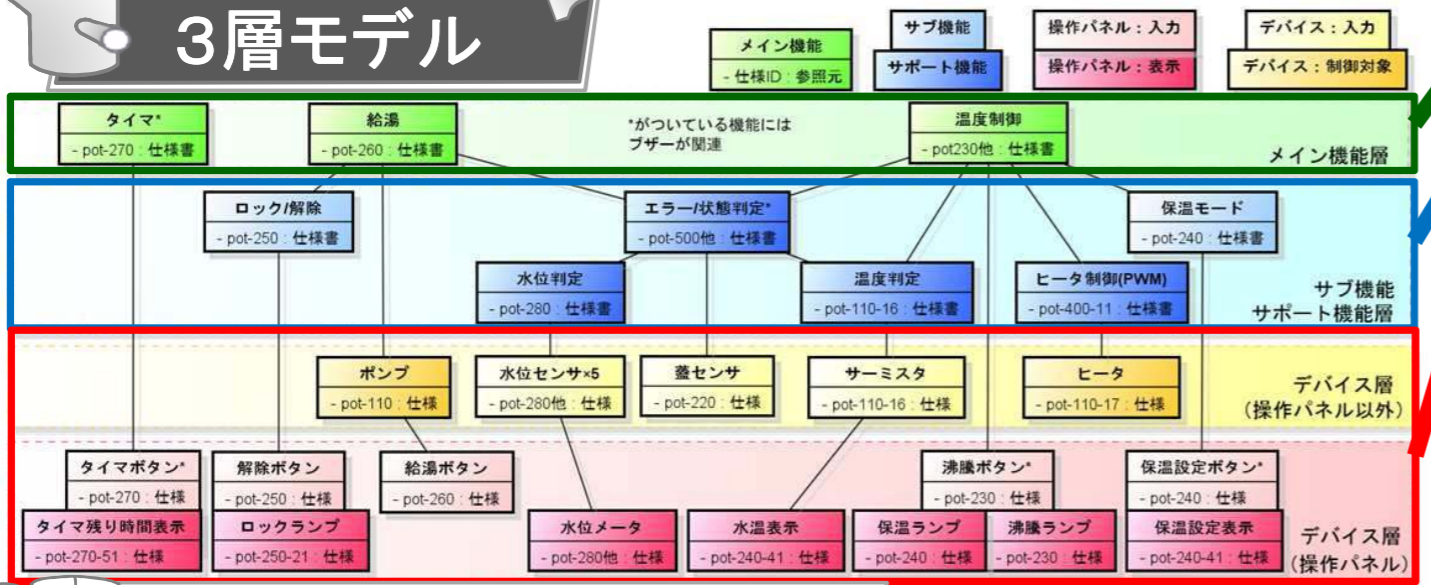 3層モデル
メイン機能
- 仕様ID : 参照元
サブ機能
サポート機能
操作パネル：入力
操作パネル：表示
デバイス：入力
デバイス：制御対象
タイマ*
- pot-270 : 仕様書
給湯
- pot-260 : 仕様書
*がついている機能には
ブザーが関連
温度制御
- pot230他 : 仕様書
メイン機能層
ロック/解除
- pot-250 : 仕様書
エラー/状態判定*
- pot-500他 : 仕様書
保温モード
- pot-240 : 仕様書
水位判定
- pot-280 : 仕様書
温度判定
- pot-110-16 : 仕様書
ヒータ制御(PWM)
- pot-400-11 : 仕様書
サブ機能
サポート機能層
ポンプ
- pot-110 : 仕様
水位センサ×5
- pot-280他 : 仕様
蓋センサ
- pot-220 : 仕様
サーミスタ
- pot-110-16 : 仕様
ヒータ
- pot-110-17 : 仕様
デバイス層
（操作パネル以外）
タイマボタン*
- pot-270 : 仕様
解除ボタン
- pot-250 : 仕様
給湯ボタン
- pot-260 : 仕様
沸騰ボタン*
- pot-230 : 仕様
保温設定ボタン*
- pot-240 : 仕様
タイマ残り時間表示
- pot-270-51 : 仕様
ロックランプ
- pot-250-21 : 仕様
水位メータ
- pot-280他 : 仕様
水温表示
- pot-240-41 : 仕様
保温ランプ
- pot-240 : 仕様
沸騰ランプ
- pot-230 : 仕様
保温設定表示
- pot-240-41 : 仕様
デバイス層
（操作パネル）